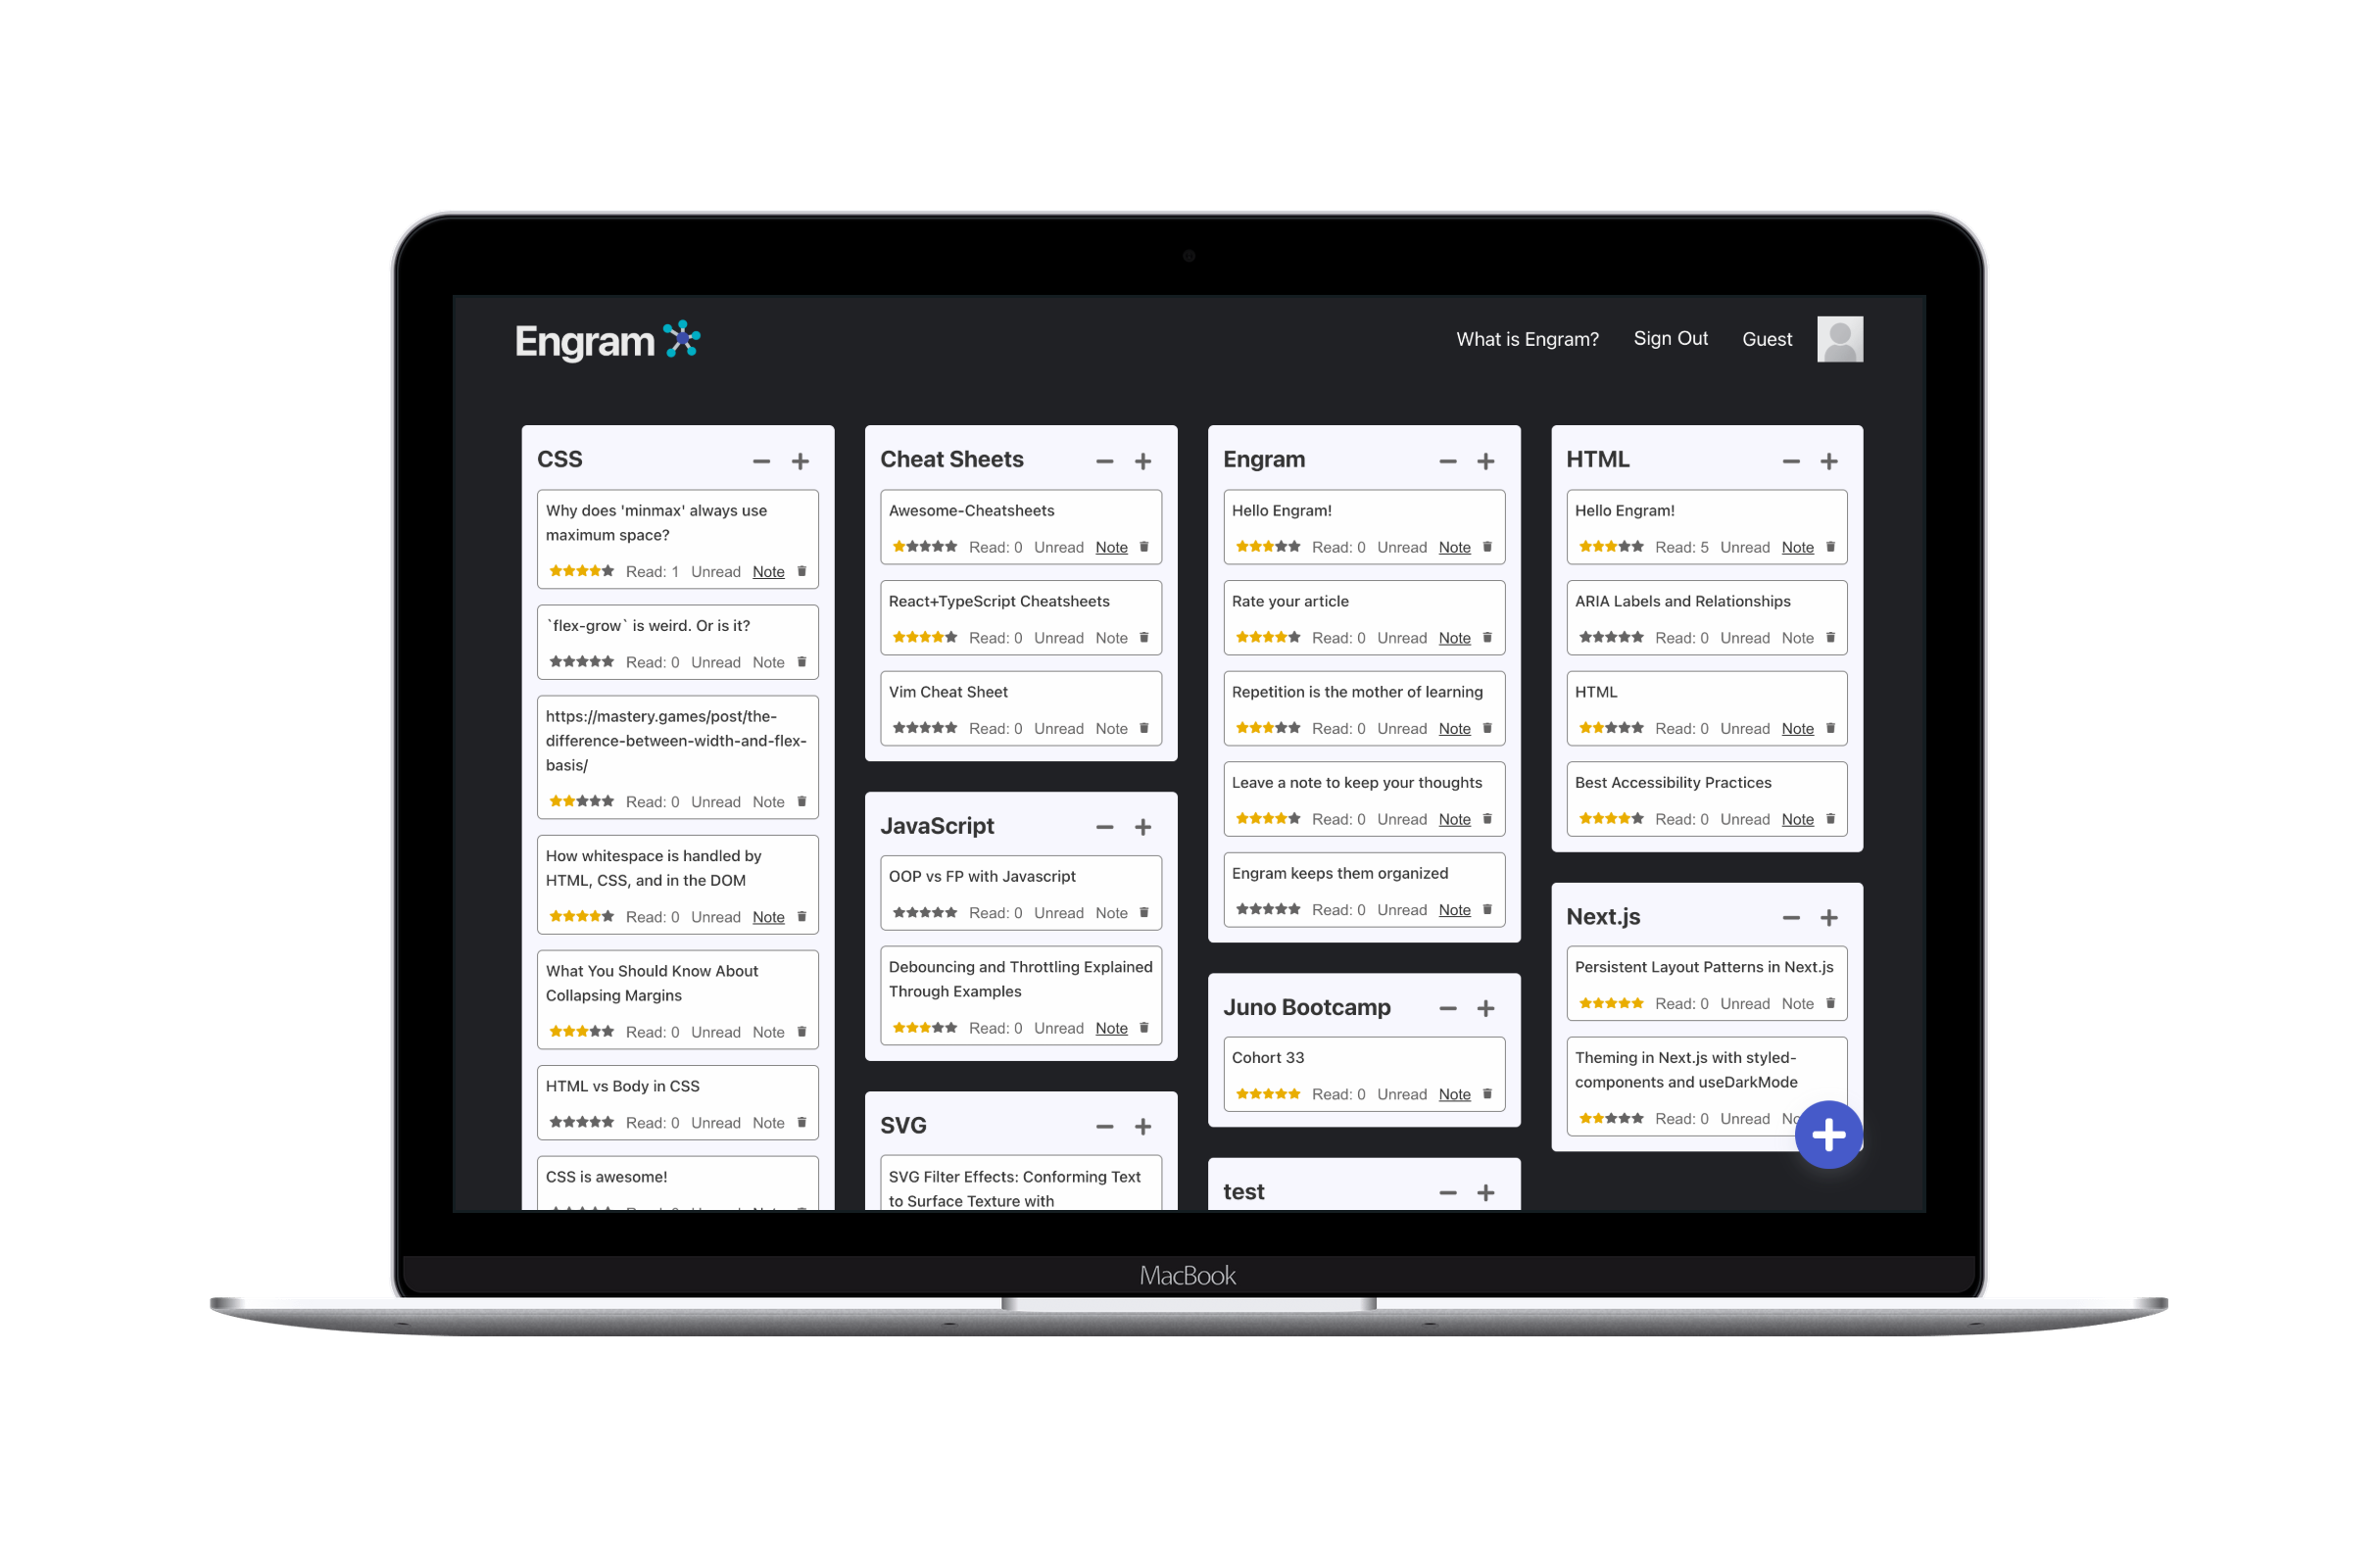 Engram
What is Engram?
Sign Out
Guest
CSS
Why does 'minmax' always use
maximum space?
Read: 1 Unread Note
`flex-grow` is weird. Or is it?
Read: 0 Unread Note
https://mastery.games/post/the-
difference-between-width-and-flex-
basis/
Read: 0 Unread Note
How whitespace is handled by
HTML, CSS, and in the DOM
Read: 0 Unread Note
What You Should Know About
Collapsing Margins
Read: 0 Unread Note
HTML vs Body in CSS
Read: 0 Unread Note
CSS is awesome!
Cheat Sheets
Awesome-Cheatsheets
Read: 0 Unread Note
React+TypeScript Cheatsheets
Read: 0 Unread Note
Vim Cheat Sheet
Read: 0 Unread Note
JavaScript
OOP vs FP with Javascript
Read: 0 Unread Note
Debouncing and Throttling Explained
Through Examples
Read: 0 Unread Note
SVG
SVG Filter Effects: Conforming Text
to Surface Texture with
Engram
Hello Engram!
Read: 0 Unread Note
Rate your article
Read: 0 Unread Note
Repetition is the mother of learning
Read: 0 Unread Note
Leave a note to keep your thoughts
Read: 0 Unread Note
Engram keeps them organized
Read: 0 Unread Note
Juno Bootcamp
Cohort 33
Read: 0 Unread Note
test
HTML
Hello Engram!
Read: 5 Unread Note
ARIA Labels and Relationships
Read: 0 Unread Note
HTML
Read: 0 Unread Note
Best Accessibility Practices
Read: 0 Unread Note
Next.js
Persistent Layout Patterns in Next.js
Read: 0 Unread Note
Theming in Next.js with styled-
components and useDarkMode
Read: 0 Unread
MacBook